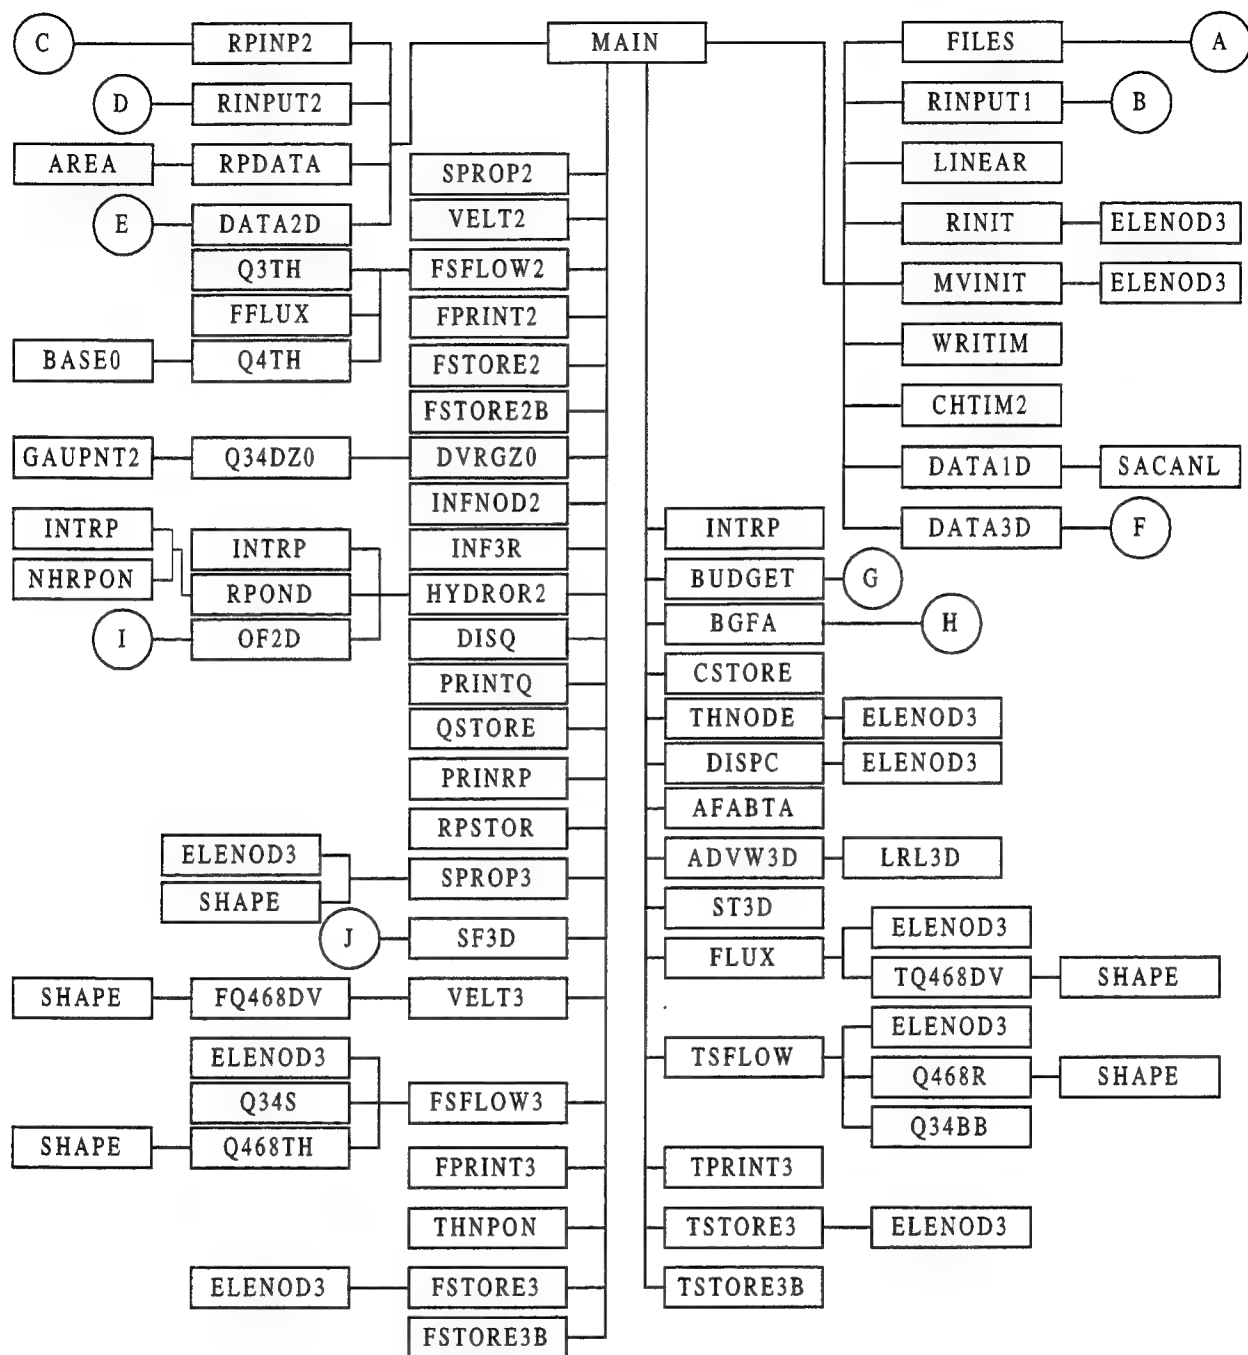 C RPINP2 MAIN FILES A
D RINPUT2 RINPUT1 B
AREA RPDATA SPROP2 LINEAR
E DATA2D VELT2 RINIT ELENOD3
Q3TH FSFLOW2 MVINIT ELENOD3
FFLUX FPRINT2 WRITIM
BASE0 Q4TH FSTORE2
FSTORE2B CHTIM2
GAUPNT2 Q34DZ0 DVRGZ0 DATA1D SACANL
INFNOD2
INTRP INTRP INF3R INTRP DATA3D F
NHRPON RPOND HYDROR2 BUDGET G
I OF2D DISQ BGFA H
PRINTQ CSTORE
QSTORE THNODE ELENOD3
PRINRP DISPC ELENOD3
RPSTOR AFABTA
ELENOD3 SPROP3 ADVW3D LRL3D
SHAPE ST3D
J SF3D FLUX ELENOD3
SHAPE FQ468DV VELT3 TQ468DV SHAPE
ELENOD3 TSFLOW ELENOD3
Q34S FSFLOW3 Q468R SHAPE
SHAPE Q468TH Q34BB
FPRINT3 TPRINT3
THNPON TSTORE3 ELENOD3
ELENOD3 FSTORE3 TSTORE3B
FSTORE3B